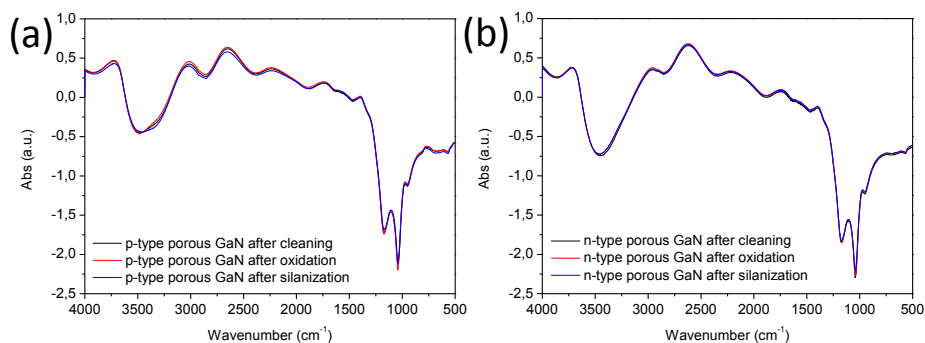 (a)
1,0
0,5
0,0
-0,5
-1,0
-1,5
-2,0
-2,5
Abs (a.u.)
p-type porous GaN after cleaning
p-type porous GaN after oxidation
p-type porous GaN after silanization
4000 3500 3000 2500 2000 1500 1000 500
Wavenumber (cm⁻¹)
(b)
1,0
0,5
0,0
-0,5
-1,0
-1,5
-2,0
-2,5
Abs (a.u.)
n-type porous GaN after cleaning
n-type porous GaN after oxidation
n-type porous GaN after silanization
4000 3500 3000 2500 2000 1500 1000 500
Wavenumber (cm⁻¹)